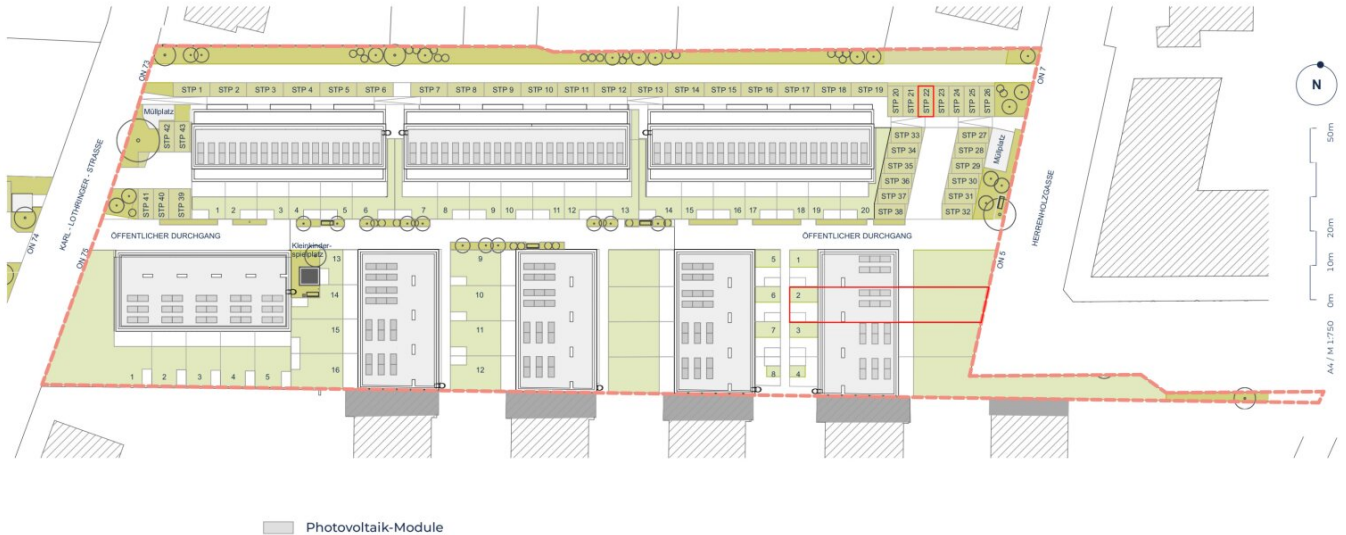 ON 73
STP 1
STP 2
STP 3
STP 4
STP 5
STP 6
STP 7
STP 8
STP 9
STP 10
STP 11
STP 12
STP 13
STP 14
STP 15
STP 16
STP 17
STP 18
STP 19
STP 20
STP 21
STP 22
STP 23
STP 24
STP 25
STP 26
ON 7
N
Müllplatz
STP 42
STP 43
STP 33
STP 34
STP 35
STP 36
STP 37
STP 38
STP 27
STP 28
STP 29
STP 30
STP 31
STP 32
Müllplatz
KARL - LOTHRINGER - STRASSE
HERRENHOLZGASSE
STP 41
STP 40
STP 39
1
2
3
4
5
6
7
8
9
10
11
12
13
14
15
16
17
18
19
20
ON 74
ON 75
ÖFFENTLICHER DURCHGANG
Kleinkinder-
spielplatz
ÖFFENTLICHER DURCHGANG
ON 5
13
14
15
16
9
10
11
12
5
6
7
8
1
2
3
4
1
2
3
4
5
50m
20m
10m
0m
A4 / M 1:750
Photovoltaik-Module